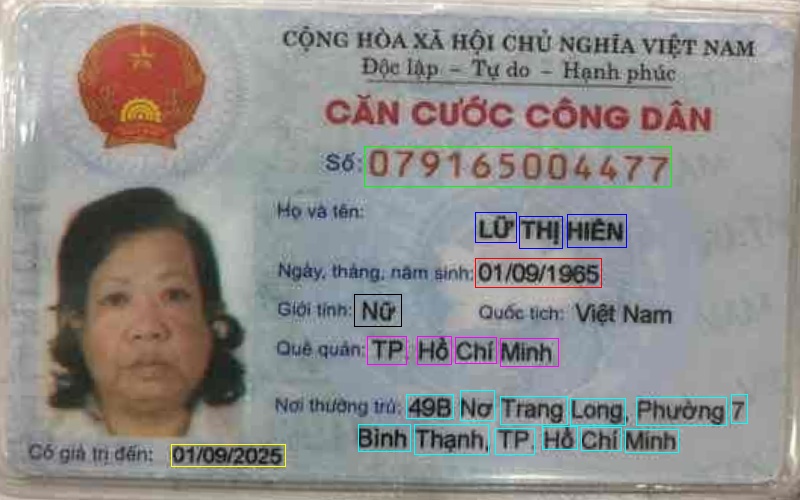 CỘNG HÒA XÃ HỘI CHỦ NGHĨA VIỆT NAM
Độc lập – Tự do – Hạnh phúc
CĂN CƯỚC CÔNG DÂN
Số: 079165004477
Họ và tên:
LỮ THỊ HIỀN
Ngày, tháng, năm sinh: 01/09/1965
Giới tính: Nữ Quốc tịch: Việt Nam
Quê quán: TP. Hồ Chí Minh
Nơi thường trú: 49B Nơ Trang Long, Phường 7
Bình Thạnh, TP. Hồ Chí Minh
Có giá trị đến: 01/09/2025